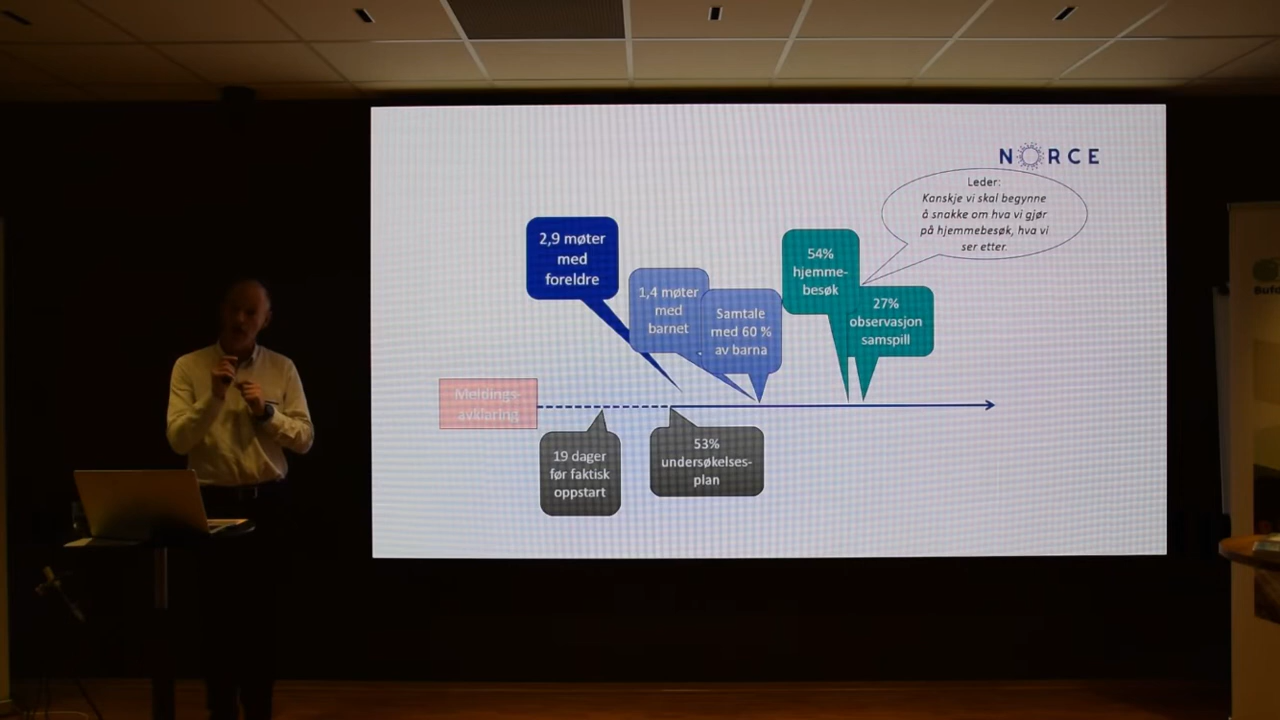 NORCE
Leder:
Kanskje vi skal begynne
å snakke om hva vi gjør
på hjemmebesøk, hva vi
ser etter.
2,9 møter
med
foreldre
1,4 møter
med
barnet
Samtale
med 60 %
av barna
54%
hjemme-
besøk
27%
observasjon
samspill
Meldings-
avklaring
19 dager
før faktisk
oppstart
53%
undersøkelses-
plan